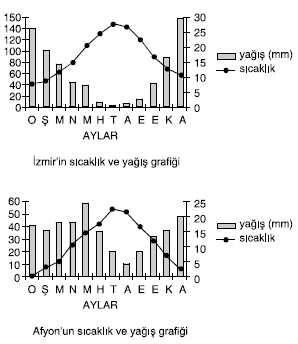 150
140
120
100
80
60
40
20
0
30
25
20
15
10
5
0
yağış (mm)
sıcaklık
O Ş M N M H T A E E K A
AYLAR
İzmir'in sıcaklık ve yağış grafiği
60
50
40
30
20
10
0
25
20
15
10
5
0
yağış (mm)
sıcaklık
O Ş M N M H T A E E K A
AYLAR
Afyon'un sıcaklık ve yağış grafiği